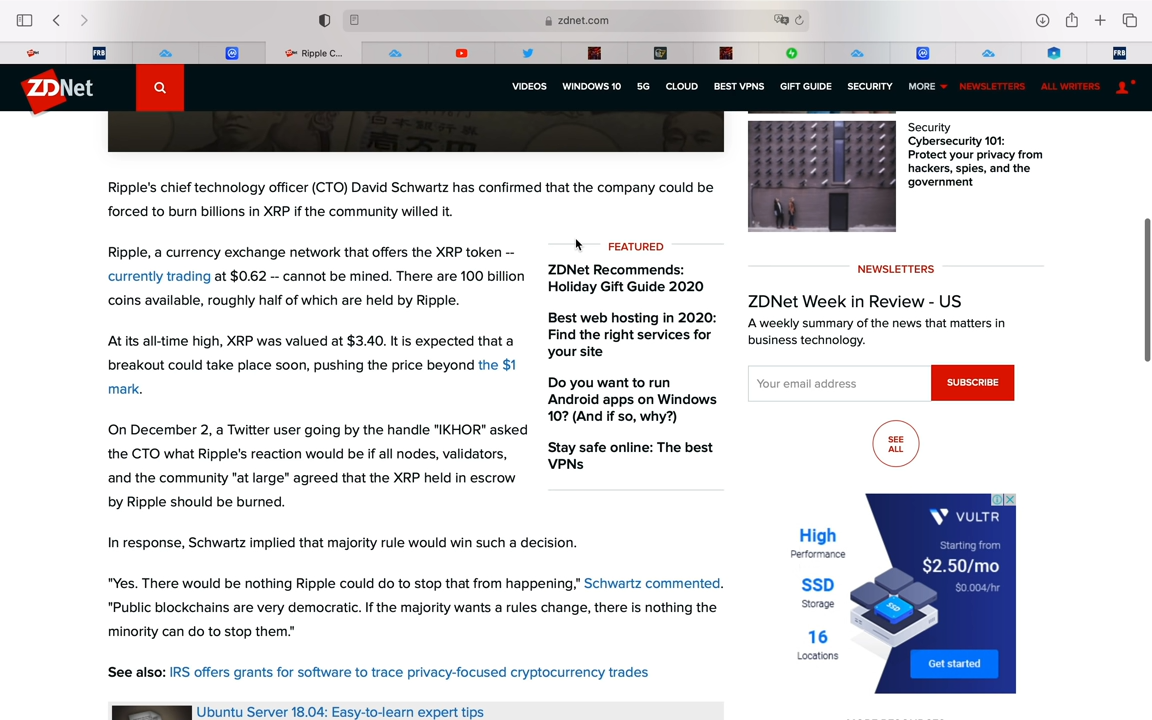 zdnet.com
FRB
Ripple C...
FRB
ZDNet
VIDEOS WINDOWS 10 5G CLOUD BEST VPNS GIFT GUIDE SECURITY MORE NEWSLETTERS ALL WRITERS
Ripple's chief technology officer (CTO) David Schwartz has confirmed that the company could be
forced to burn billions in XRP if the community willed it.
Ripple, a currency exchange network that offers the XRP token --
currently trading at $0.62 -- cannot be mined. There are 100 billion
coins available, roughly half of which are held by Ripple.
At its all-time high, XRP was valued at $3.40. It is expected that a
breakout could take place soon, pushing the price beyond the $1
mark.
On December 2, a Twitter user going by the handle "IKHOR" asked
the CTO what Ripple's reaction would be if all nodes, validators,
and the community "at large" agreed that the XRP held in escrow
by Ripple should be burned.
FEATURED
ZDNet Recommends:
Holiday Gift Guide 2020
Best web hosting in 2020:
Find the right services for
your site
Do you want to run
Android apps on Windows
10? (And if so, why?)
Stay safe online: The best
VPNs
In response, Schwartz implied that majority rule would win such a decision.
"Yes. There would be nothing Ripple could do to stop that from happening," Schwartz commented.
"Public blockchains are very democratic. If the majority wants a rules change, there is nothing the
minority can do to stop them."
See also: IRS offers grants for software to trace privacy-focused cryptocurrency trades
Ubuntu Server 18.04: Easy-to-learn expert tips
Security
Cybersecurity 101:
Protect your privacy from
hackers, spies, and the
government
NEWSLETTERS
ZDNet Week in Review - US
A weekly summary of the news that matters in
business technology.
Your email address
SUBSCRIBE
SEE
ALL
VULTR
High
Performance
SSD
Storage
16
Locations
Starting from
$2.50/mo
$0.004/hr
Get started